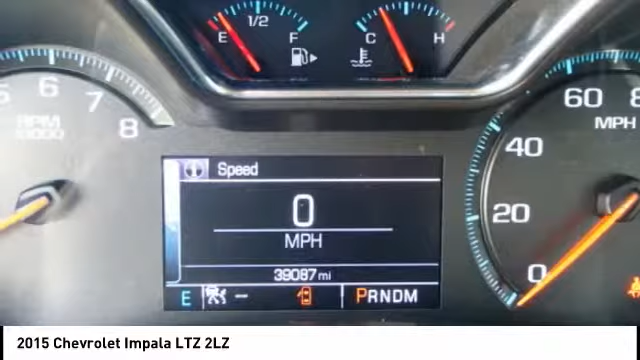 1/2
E F
C H
5 6 7 8
RPM
X1000
Speed
0
MPH
39087 mi
E -- PRNDM
60 8
MPH
40
20
0
2015 Chevrolet Impala LTZ 2LZ